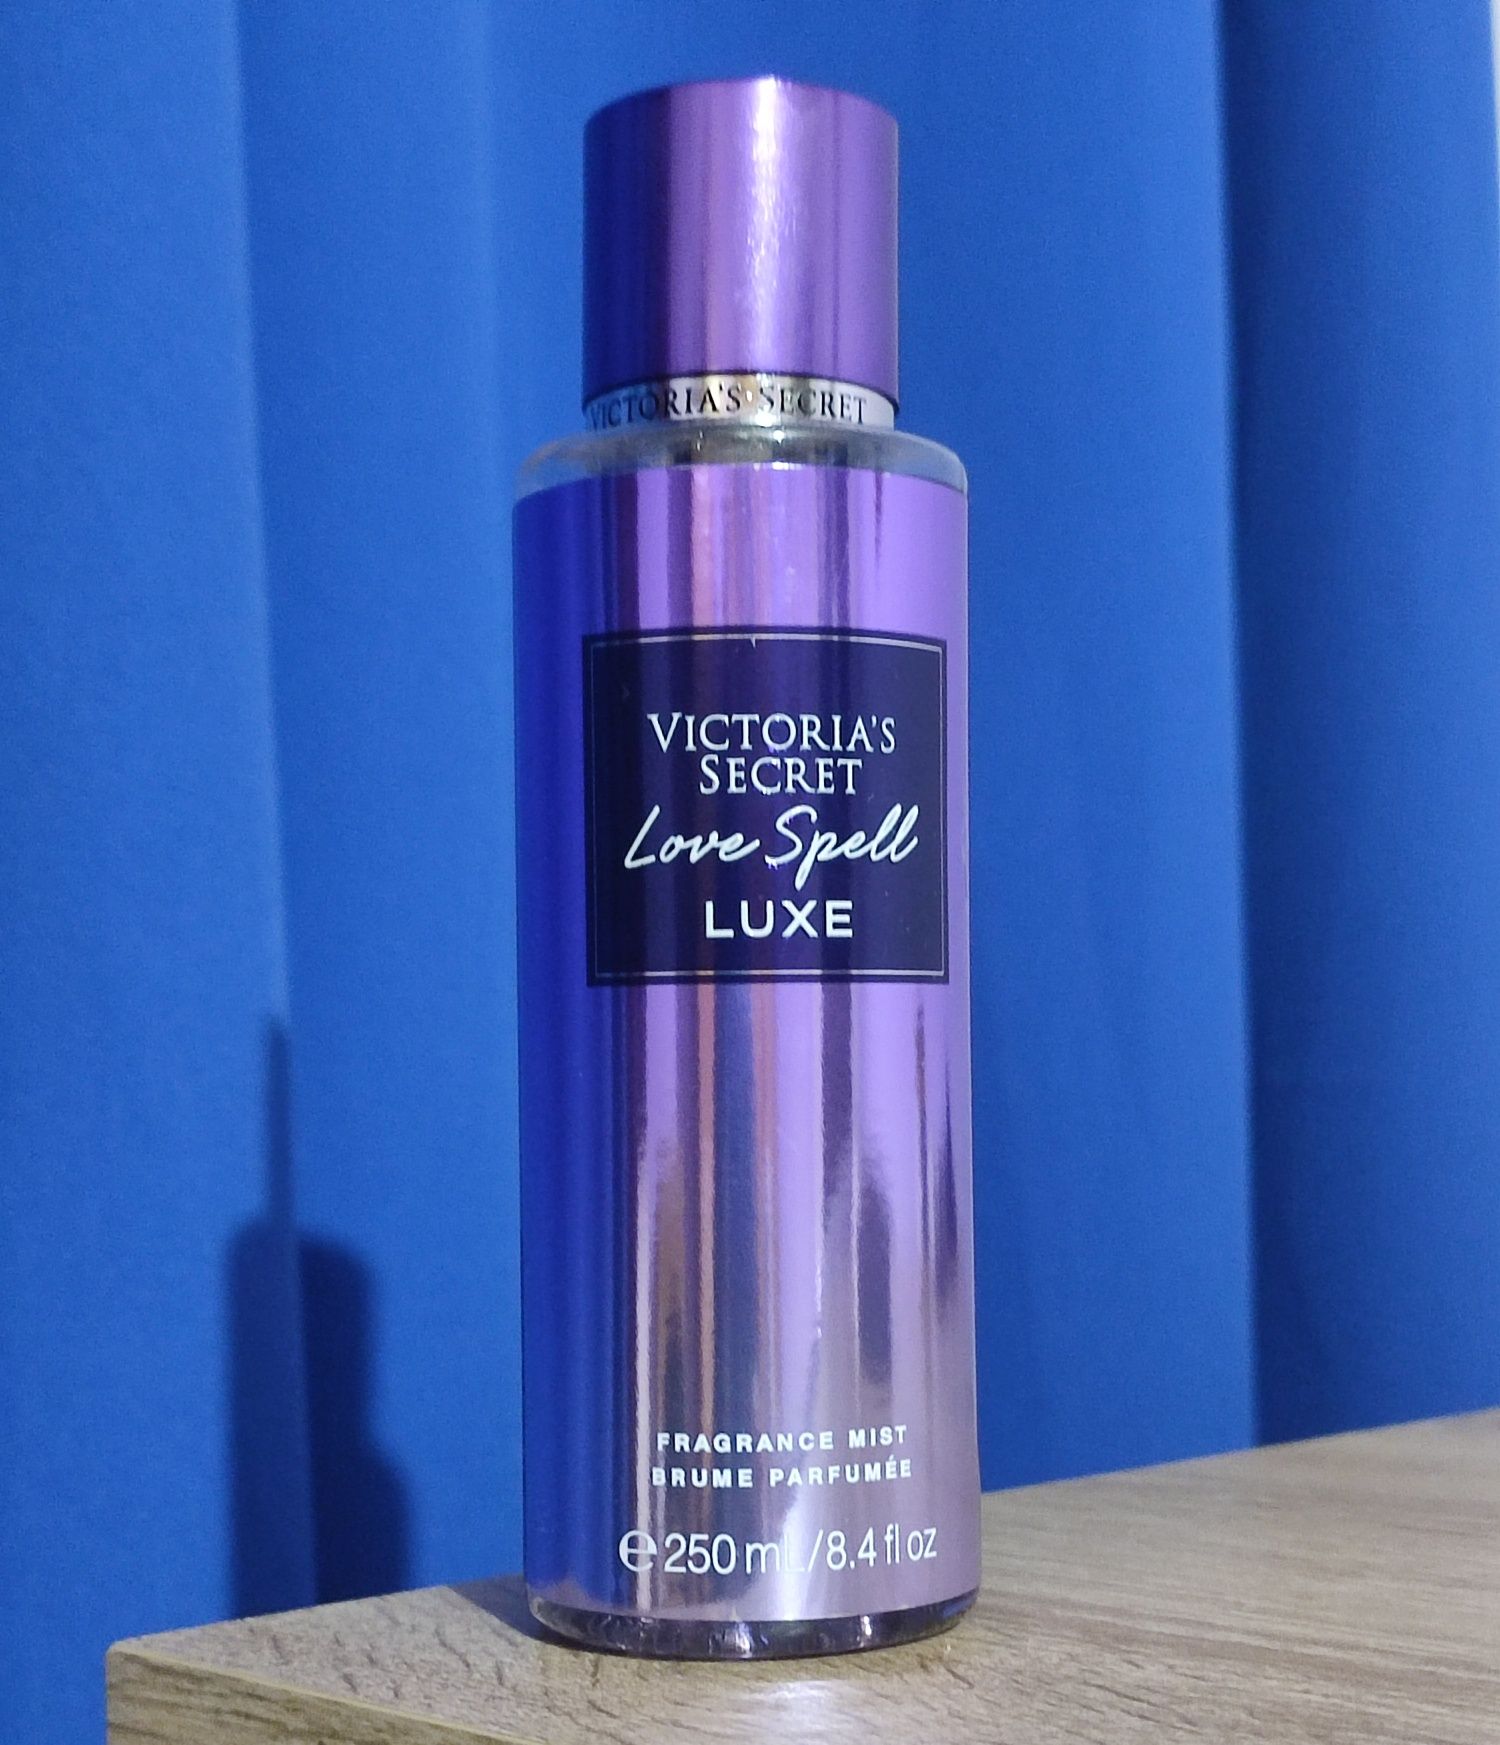 VICTORIA'S SECRET
VICTORIA'S
SECRET
Love Spell
LUXE
FRAGRANCE MIST
BRUME PARFUMÉE
℮ 250 mL/8.4 fl oz